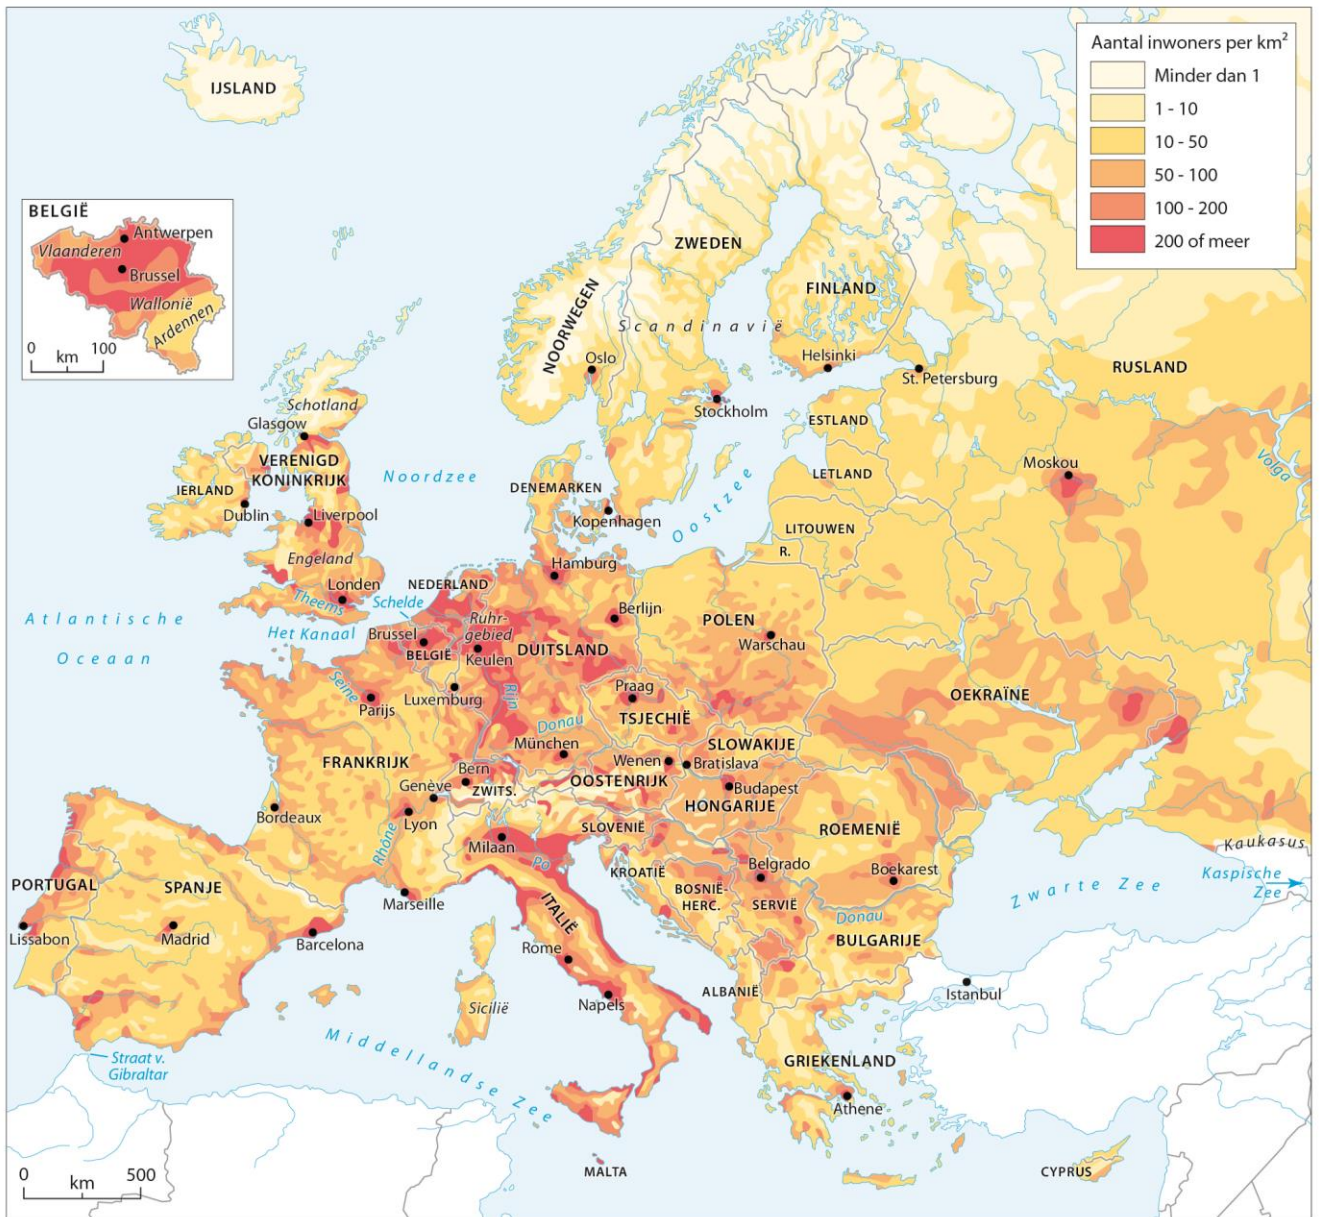 Aantal inwoners per km²
Minder dan 1
1 - 10
10 - 50
50 - 100
100 - 200
200 of meer
IJSLAND
BELGIË
Antwerpen
Vlaanderen
Brussel
Wallonië
Ardennen
0 100
km
ZWEDEN
FINLAND
NOORWEGEN
Scandinavië
Oslo
Helsinki
St. Petersburg
RUSLAND
Stockholm
Schotland
Glasgow
ESTLAND
VERENIGD
KONINKRIJK
Noordzee
Moskou
Volga
LETLAND
IERLAND
DENEMARKEN
Oostzee
Dublin
Liverpool
Kopenhagen
LITOUWEN
R.
Engeland
Hamburg
NEDERLAND
Londen
Theems
Schelde
Berlijn
Atlantische
Oceaan
Het Kanaal
Ruhr-
gebied
POLEN
Brussel
BELGIË
Keulen
DUITSLAND
Warschau
Seine
Luxemburg
Rijn
Praag
OEKRAÏNE
Parijs
TSJECHIË
Donau
München
SLOWAKIJE
FRANKRIJK
Bern
Wenen
Bratislava
Genève
ZWITS.
OOSTENRIJK
Budapest
HONGARIJE
Bordeaux
Lyon
SLOVENIË
ROEMENIË
Rhône
Milaan
Po
Kaukasus
KROATIË
Belgrado
Boekarest
Kaspische
Zee
PORTUGAL
SPANJE
Marseille
ITALIË
BOSNIË-
HERC.
SERVIË
Zwarte Zee
Donau
Lissabon
Madrid
Barcelona
Rome
BULGARIJE
Sicilië
Napels
ALBANIË
Istanbul
Middellandse Zee
Straat v.
Gibraltar
GRIEKENLAND
Athene
MALTA
CYPRUS
0 500
km